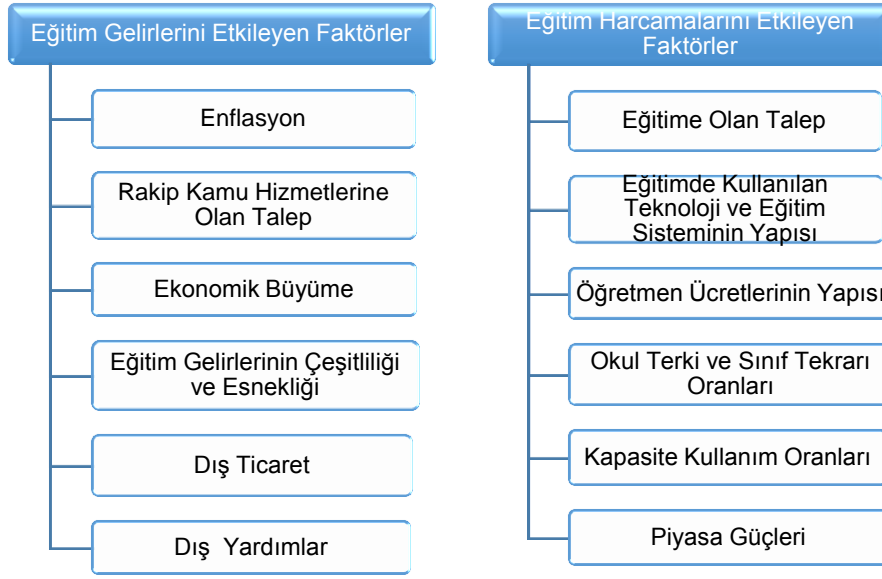 Eğitim Gelirlerini Etkileyen Faktörler
Enflasyon
Rakip Kamu Hizmetlerine
Olan Talep
Ekonomik Büyüme
Eğitim Gelirlerinin Çeşitliliği
ve Esnekliği
Dış Ticaret
Dış Yardımlar
Eğitim Harcamalarını Etkileyen
Faktörler
Eğitime Olan Talep
Eğitimde Kullanılan
Teknoloji ve Eğitim
Sisteminin Yapısı
Öğretmen Ücretlerinin Yapısı
Okul Terki ve Sınıf Tekrarı
Oranları
Kapasite Kullanım Oranları
Piyasa Güçleri